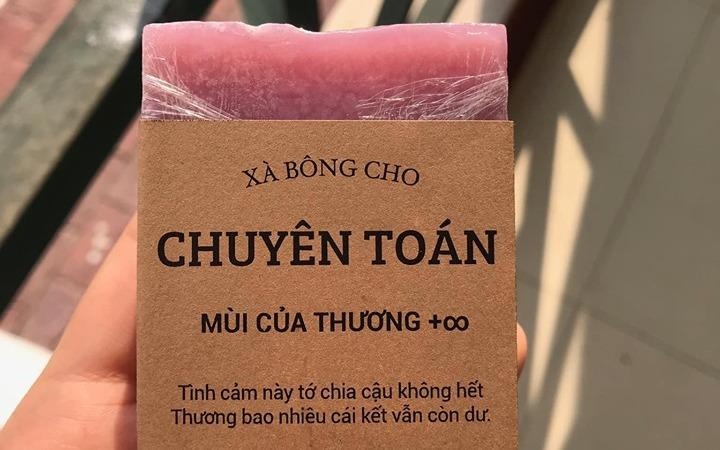 XÀ BÔNG CHO
CHUYÊN TOÁN
MÙI CỦA THƯƠNG +∞
Tình cảm này tớ chia cậu không hết
Thương bao nhiêu cái kết vẫn còn dư.